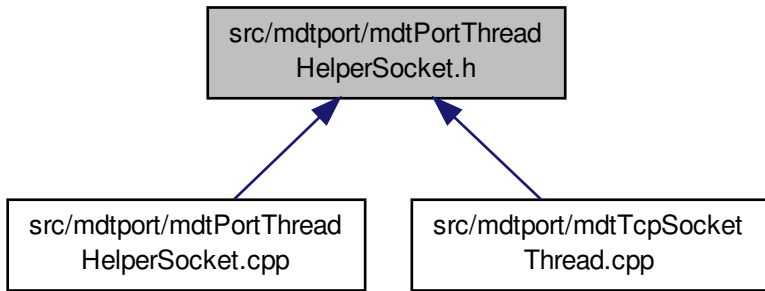 src/mdtport/mdtPortThread
HelperSocket.h
src/mdtport/mdtPortThread
HelperSocket.cpp
src/mdtport/mdtTcpSocket
Thread.cpp